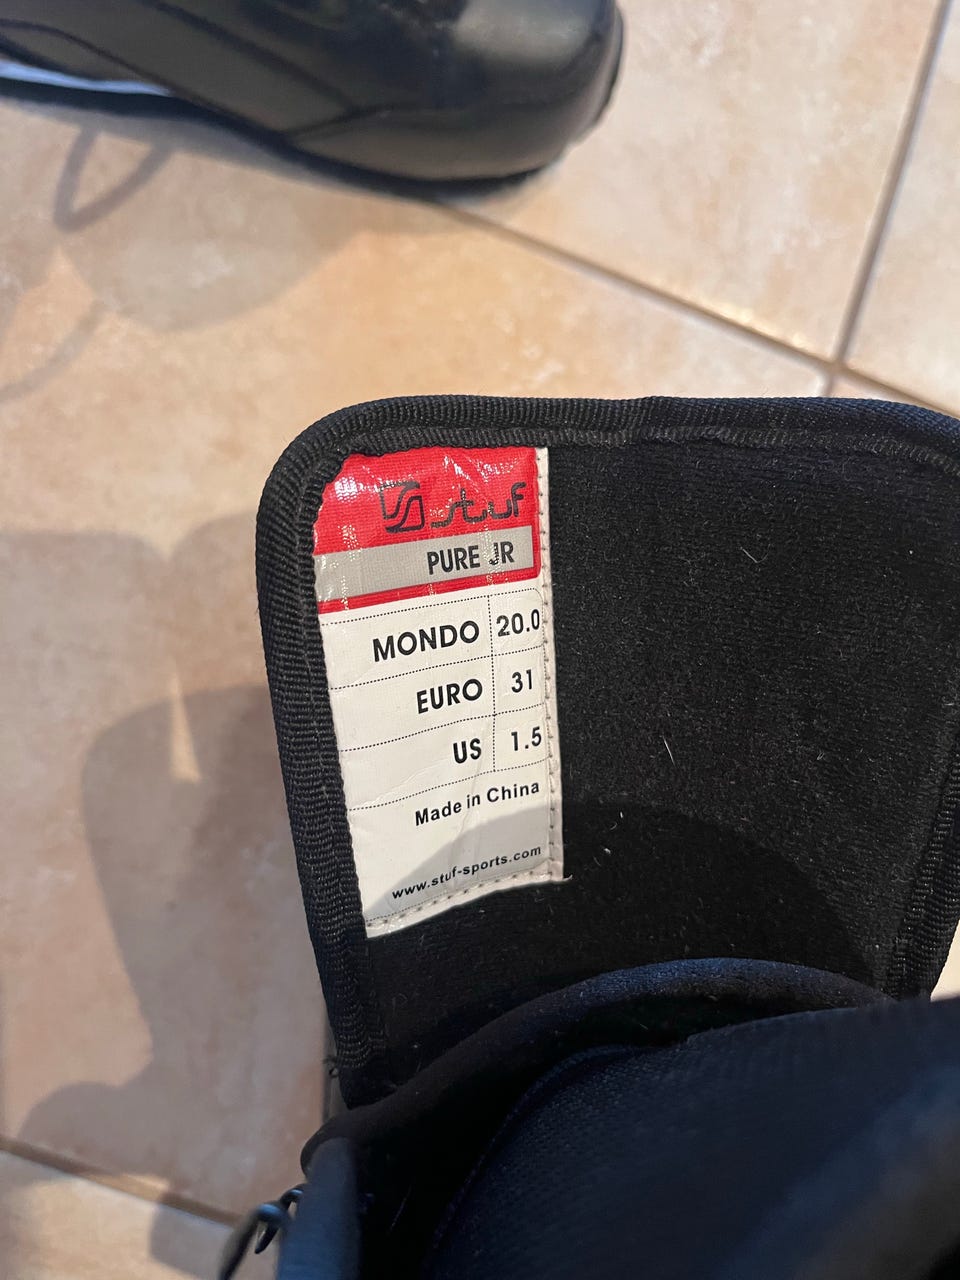 stuf
PURE JR
MONDO 20.0
EURO 31
US 1.5
Made in China
www.stuf-sports.com